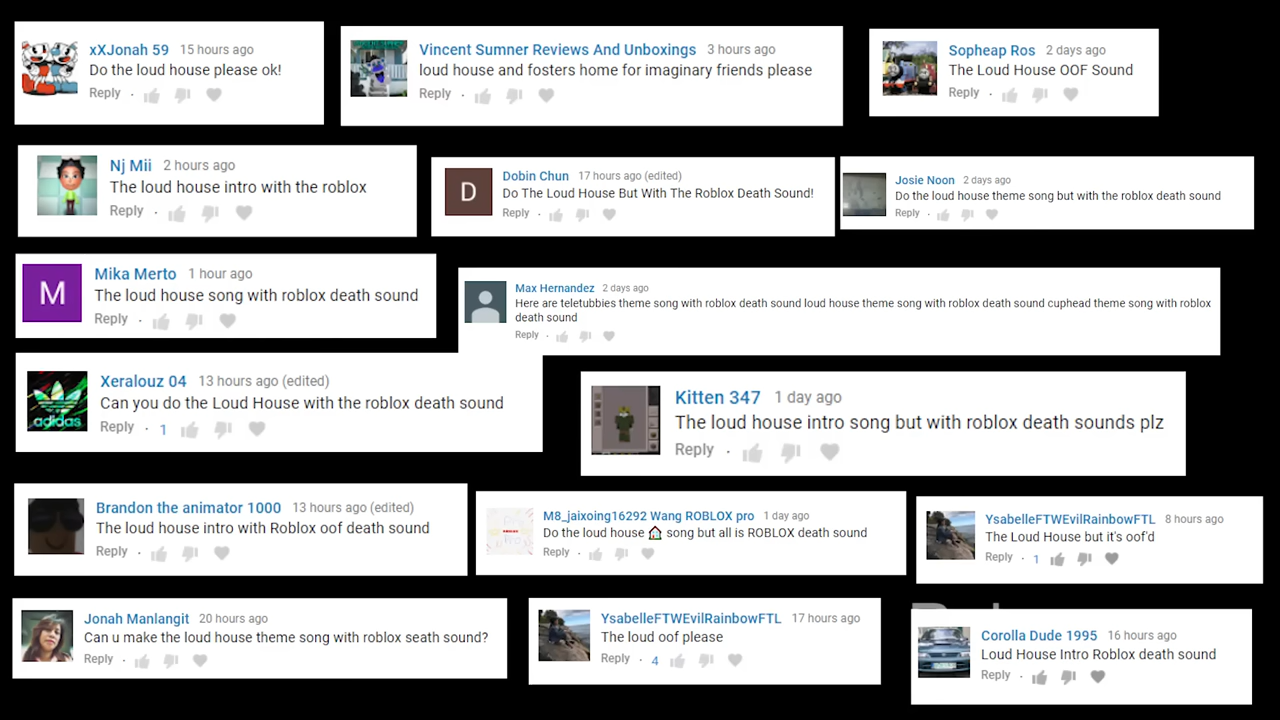 xXJonah 59 15 hours ago
Do the loud house please ok!
Reply
Vincent Sumner Reviews And Unboxings 3 hours ago
loud house and fosters home for imaginary friends please
Reply
Sopheap Ros 2 days ago
The Loud House OOF Sound
Reply
Nj Mii 2 hours ago
The loud house intro with the roblox
Reply
D
Dobin Chun 17 hours ago (edited)
Do The Loud House But With The Roblox Death Sound!
Reply
Josie Noon 2 days ago
Do the loud house theme song but with the roblox death sound
Reply
M
Mika Merto 1 hour ago
The loud house song with roblox death sound
Reply
Max Hernandez 2 days ago
Here are teletubbies theme song with roblox death sound loud house theme song with roblox death sound cuphead theme song with roblox
death sound
Reply
adidas
Xeralouz 04 13 hours ago (edited)
Can you do the Loud House with the roblox death sound
Reply 1
Kitten 347 1 day ago
The loud house intro song but with roblox death sounds plz
Reply
Brandon the animator 1000 13 hours ago (edited)
The loud house intro with Roblox oof death sound
Reply
M8_jaixoing16292 Wang ROBLOX pro 1 day ago
Do the loud house 🏠 song but all is ROBLOX death sound
Reply
YsabelleFTWEvilRainbowFTL 8 hours ago
The Loud House but it's oof'd
Reply 1
Jonah Manlangit 20 hours ago
Can u make the loud house theme song with roblox seath sound?
Reply
YsabelleFTWEvilRainbowFTL 17 hours ago
The loud oof please
Reply 4
Corolla Dude 1995 16 hours ago
Loud House Intro Roblox death sound
Reply